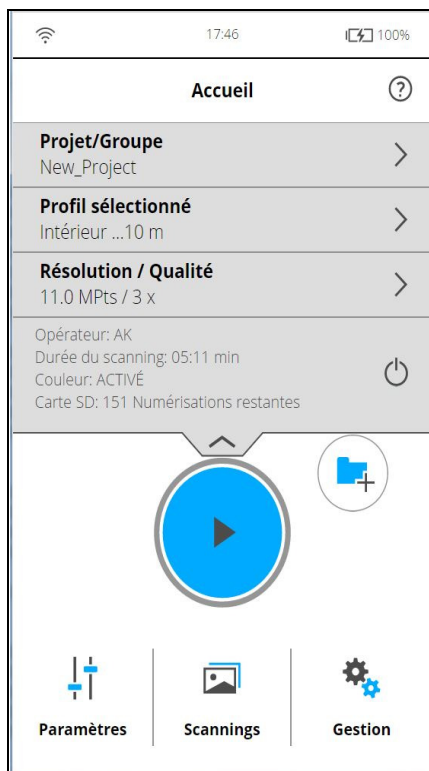 17:46
100%
Accueil
Projet/Groupe
New_Project
Profil sélectionné
Intérieur ...10 m
Résolution / Qualité
11.0 MPts / 3 x
Opérateur: AK
Durée du scanning: 05:11 min
Couleur: ACTIVÉ
Carte SD: 151 Numérisations restantes
Paramètres
Scannings
Gestion